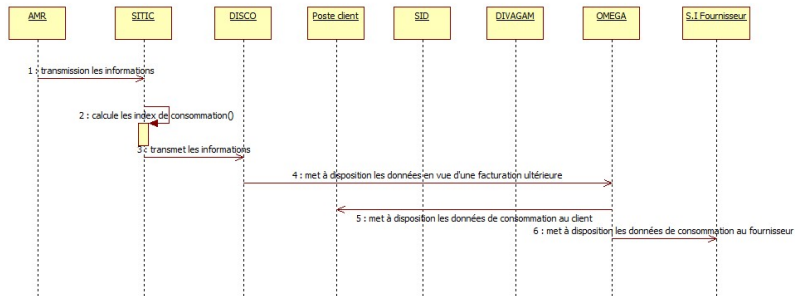 AMR
SITIC
DISCO
Poste client
SID
DIVAGAM
OMEGA
S.I Fournisseur
1 : transmission les informations
2 : calcule les index de consommation()
3 : transmet les informations
4 : met à disposition les données en vue d'une facturation ultérieure
5 : met à disposition les données de consommation au client
6 : met à disposition les données de consommation au fournisseur